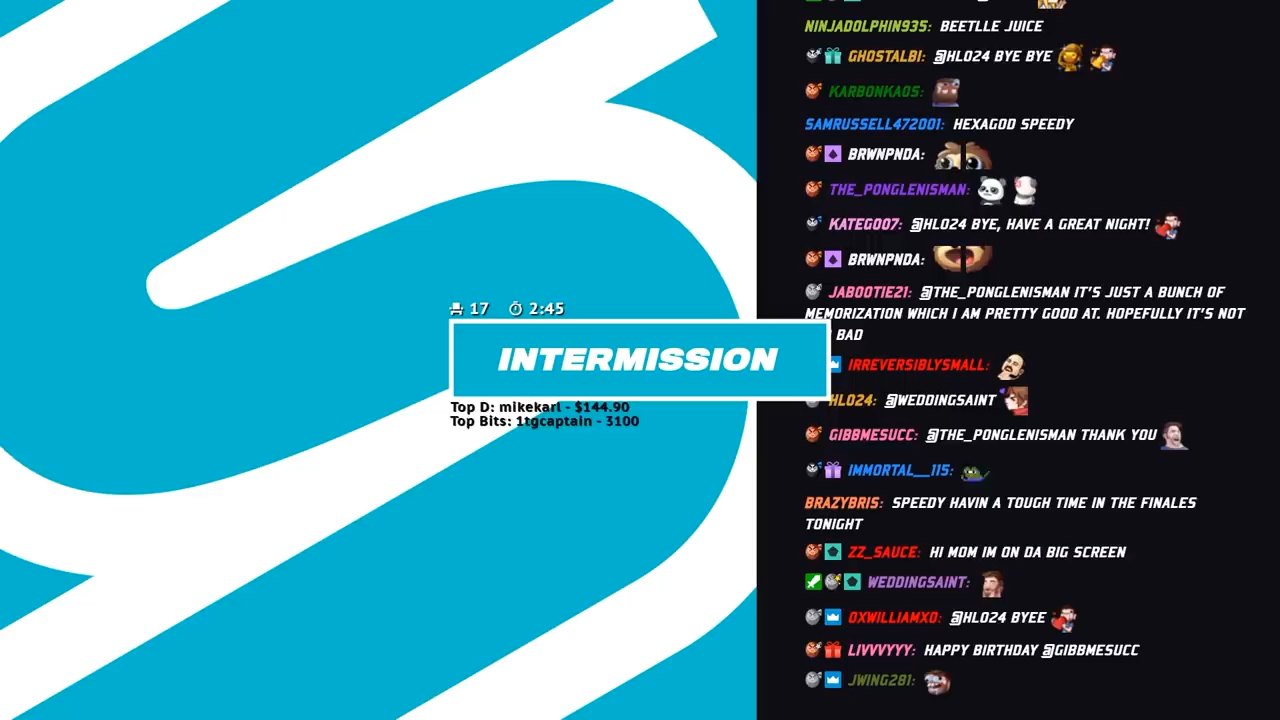 NINJADOLPHIN935: BEETLLE JUICE
GHOSTALBI: @HLO24 BYE BYE
KARBONKAOS:
SAMRUSSELL472001: HEXAGOD SPEEDY
BRWNPNDA:
THE_PONGLENISMAN:
KATEG007: @HLO24 BYE, HAVE A GREAT NIGHT!
BRWNPNDA:
JABOOTIE21: @THE_PONGLENISMAN IT'S JUST A BUNCH OF
MEMORIZATION WHICH I AM PRETTY GOOD AT. HOPEFULLY IT'S NOT
BAD
IRREVERSIBLYSMALL:
HLO24: @WEDDINGSAINT
GIBBMESUCC: @THE_PONGLENISMAN THANK YOU
IMMORTAL__115:
BRAZYBRIS: SPEEDY HAVIN A TOUGH TIME IN THE FINALES
TONIGHT
ZZ_SAUCE: HI MOM IM ON DA BIG SCREEN
WEDDINGSAINT:
OXWILLIAMXO: @HLO24 BYEE
LIVVVYYY: HAPPY BIRTHDAY @GIBBMESUCC
JWING281:
17 2:45
INTERMISSION
Top D: mikekarl - $144.90
Top Bits: 1tgcaptain - 3100